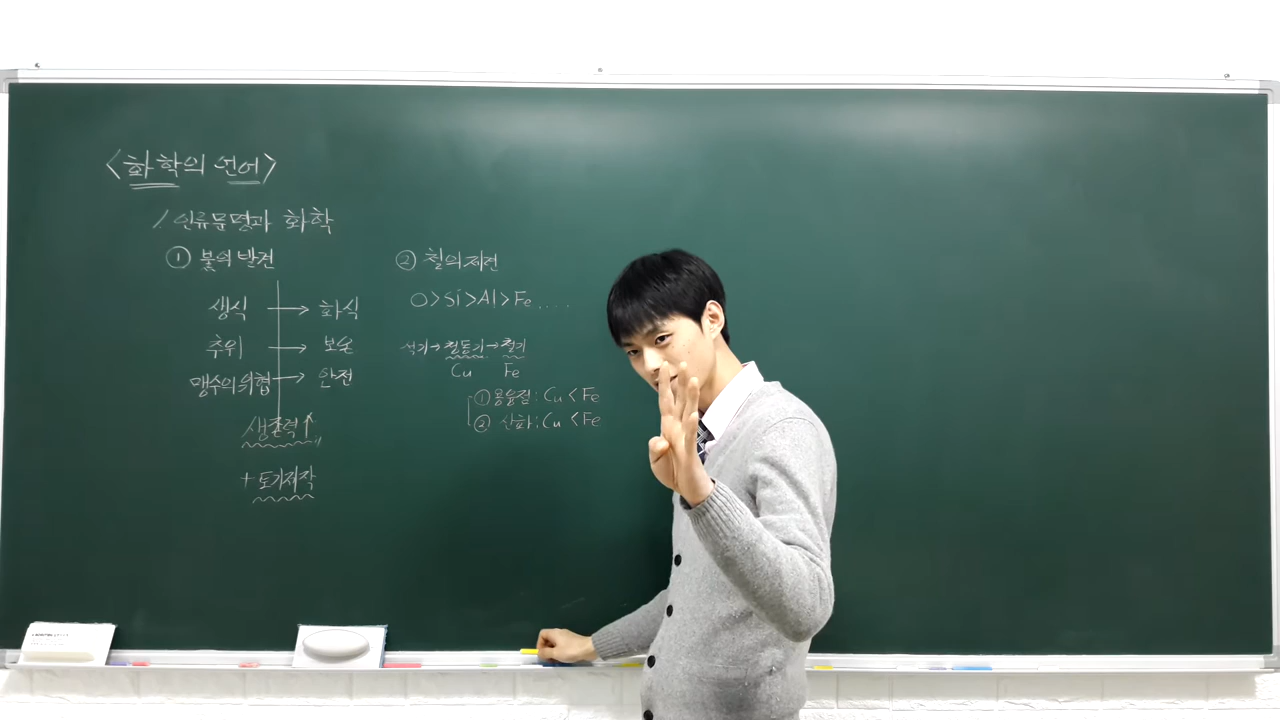 <화학의 언어>
1. 인류문명과 화학
① 불의 발견
생식 → 화식
추위 → 보온
맹수의 위협 → 안전
생존력↑
+ 토기제작
② 철의 제련
O>Si>Al>Fe....
석기→청동기→철기
Cu Fe
① 용융점: Cu < Fe
② 산화: Cu < Fe